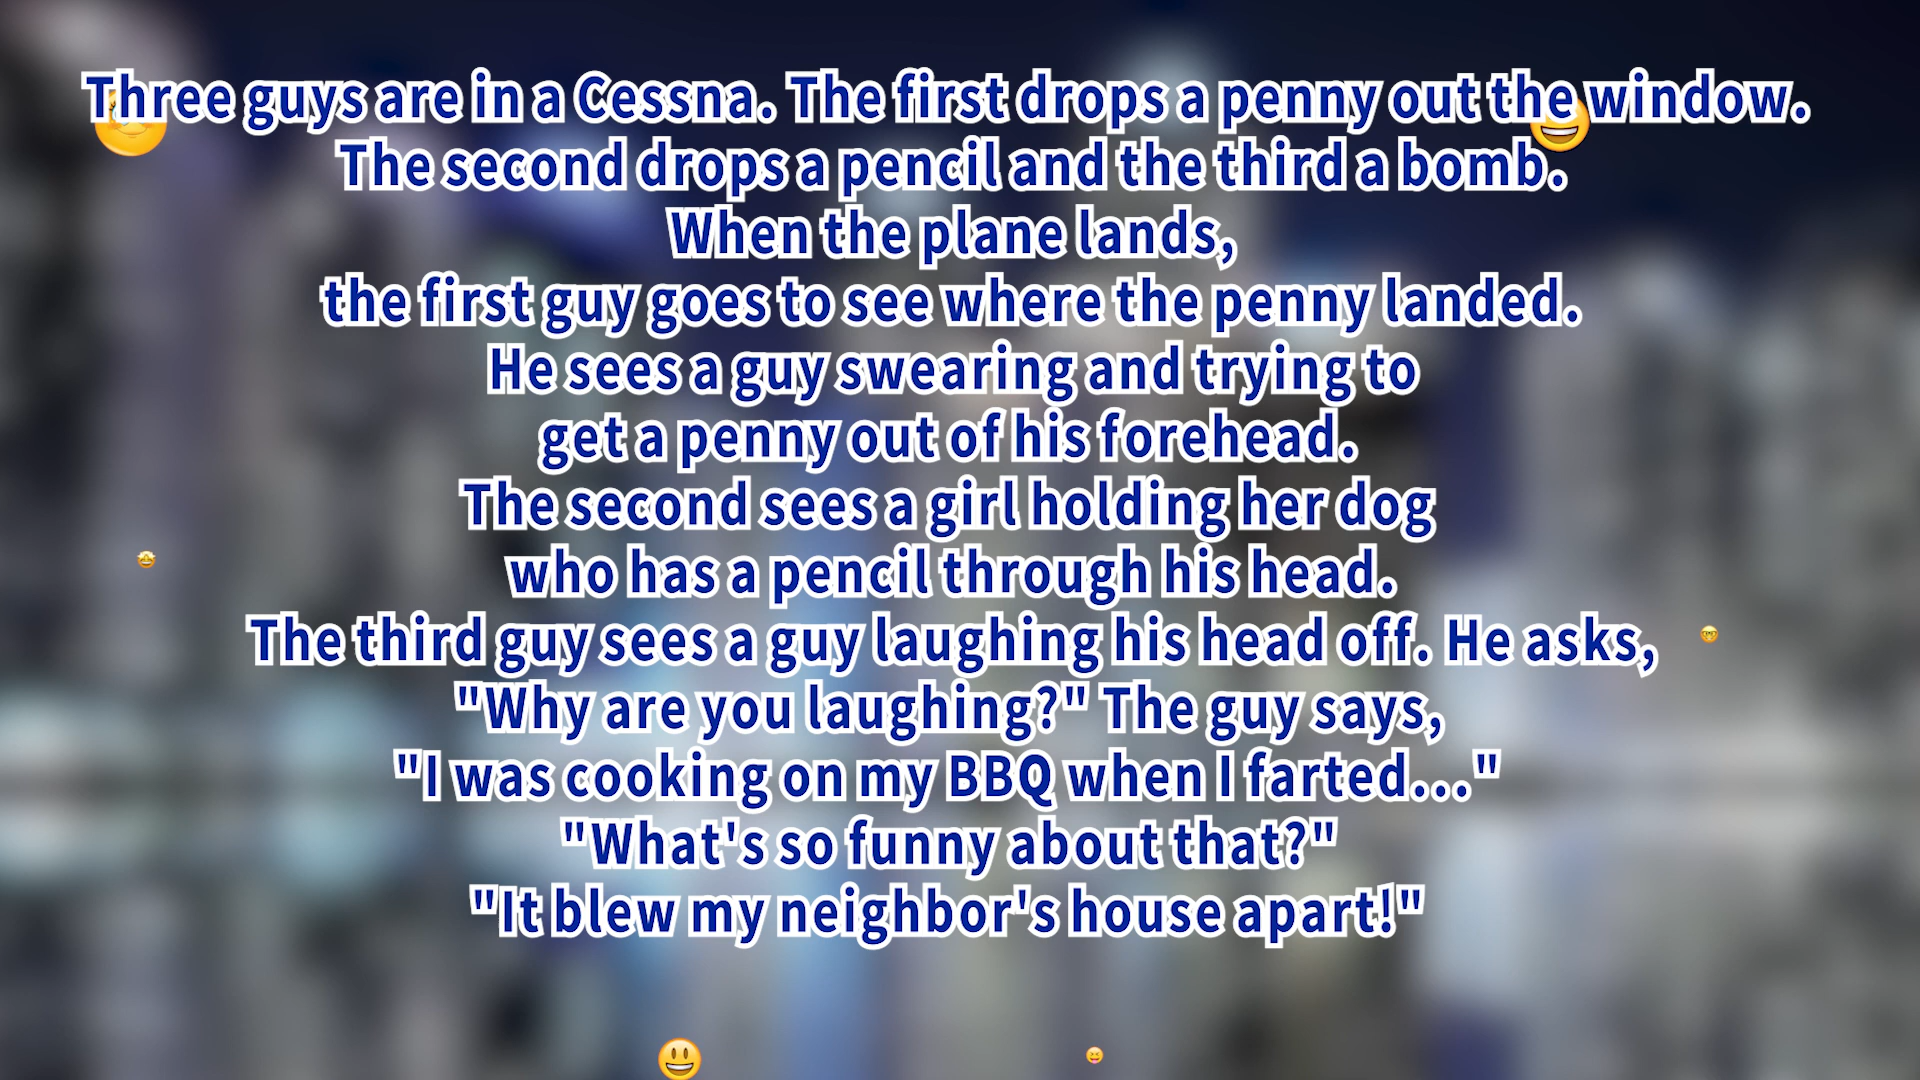 Three guys are in a Cessna. The first drops a penny out the window.
The second drops a pencil and the third a bomb.
When the plane lands,
the first guy goes to see where the penny landed.
He sees a guy swearing and trying to
get a penny out of his forehead.
The second sees a girl holding her dog
who has a pencil through his head.
The third guy sees a guy laughing his head off. He asks,
"Why are you laughing?" The guy says,
"I was cooking on my BBQ when I farted..."
"What's so funny about that?"
"It blew my neighbor's house apart!"